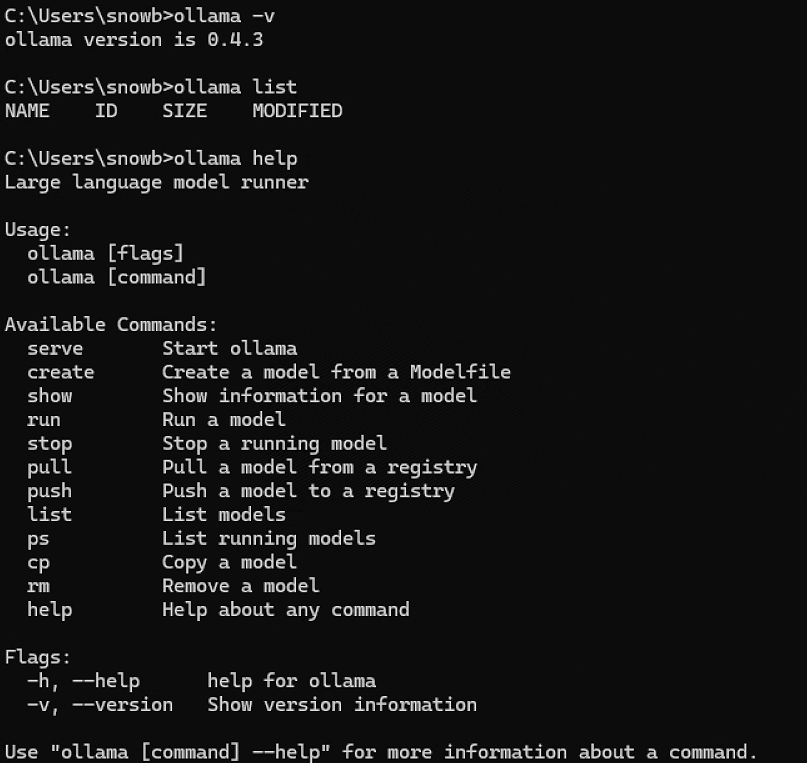 C:\Users\snowb>ollama -v
ollama version is 0.4.3
C:\Users\snowb>ollama list
NAME    ID    SIZE    MODIFIED
C:\Users\snowb>ollama help
Large language model runner
Usage:
  ollama [flags]
  ollama [command]
Available Commands:
  serve       Start ollama
  create      Create a model from a Modelfile
  show        Show information for a model
  run         Run a model
  stop        Stop a running model
  pull        Pull a model from a registry
  push        Push a model to a registry
  list        List models
  ps          List running models
  cp          Copy a model
  rm          Remove a model
  help        Help about any command
Flags:
  -h, --help      help for ollama
  -v, --version   Show version information
Use "ollama [command] --help" for more information about a command.